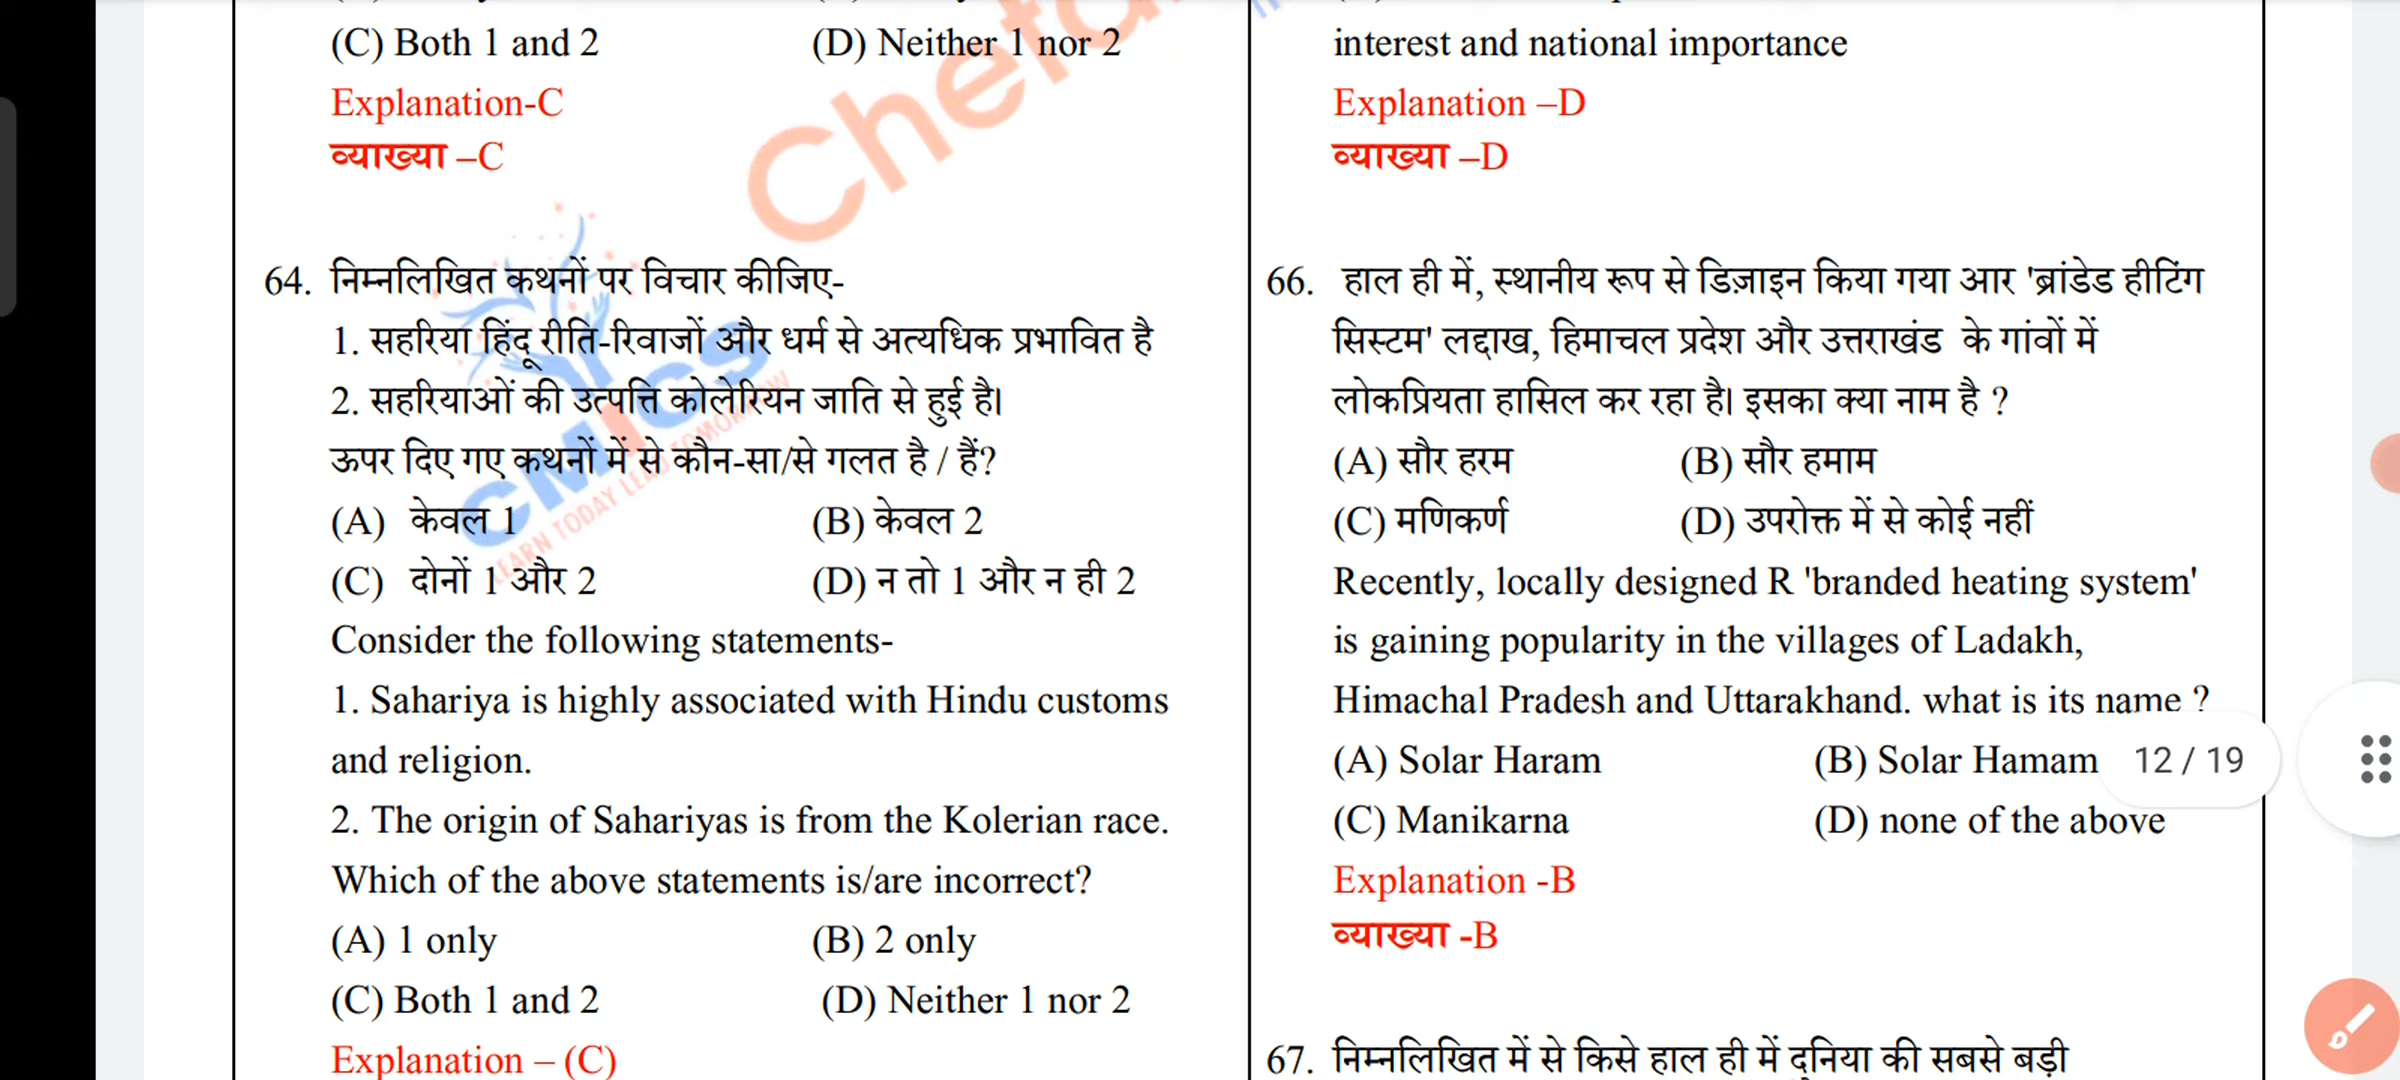 (C) Both 1 and 2
(D) Neither 1 nor 2
Explanation-C
व्याख्या –C
64. निम्नलिखित कथनों पर विचार कीजिए-
1. सहरिया हिंदू रीति-रिवाजों और धर्म से अत्यधिक प्रभावित है
2. सहरियाओं की उत्पत्ति कोलेरियन जाति से हुई है।
ऊपर दिए गए कथनों में से कौन-सा/से गलत है / हैं?
(A) केवल 1
(B) केवल 2
(C) दोनों 1 और 2
(D) न तो 1 और न ही 2
Consider the following statements-
1. Sahariya is highly associated with Hindu customs
and religion.
2. The origin of Sahariyas is from the Kolerian race.
Which of the above statements is/are incorrect?
(A) 1 only
(B) 2 only
(C) Both 1 and 2
(D) Neither 1 nor 2
Explanation – (C)
interest and national importance
Explanation –D
व्याख्या –D
66. हाल ही में, स्थानीय रूप से डिज़ाइन किया गया आर 'ब्रांडेड हीटिंग
सिस्टम' लद्दाख, हिमाचल प्रदेश और उत्तराखंड के गांवों में
लोकप्रियता हासिल कर रहा है। इसका क्या नाम है ?
(A) सौर हरम
(B) सौर हमाम
(C) मणिकर्ण
(D) उपरोक्त में से कोई नहीं
Recently, locally designed R 'branded heating system'
is gaining popularity in the villages of Ladakh,
Himachal Pradesh and Uttarakhand. what is its name ?
(A) Solar Haram
(B) Solar Hamam
(C) Manikarna
(D) none of the above
Explanation -B
व्याख्या -B
67. निम्नलिखित में से किसे हाल ही में दुनिया की सबसे बड़ी
12 / 19
CMICS
LEARN TODAY LEAD TOMORROW